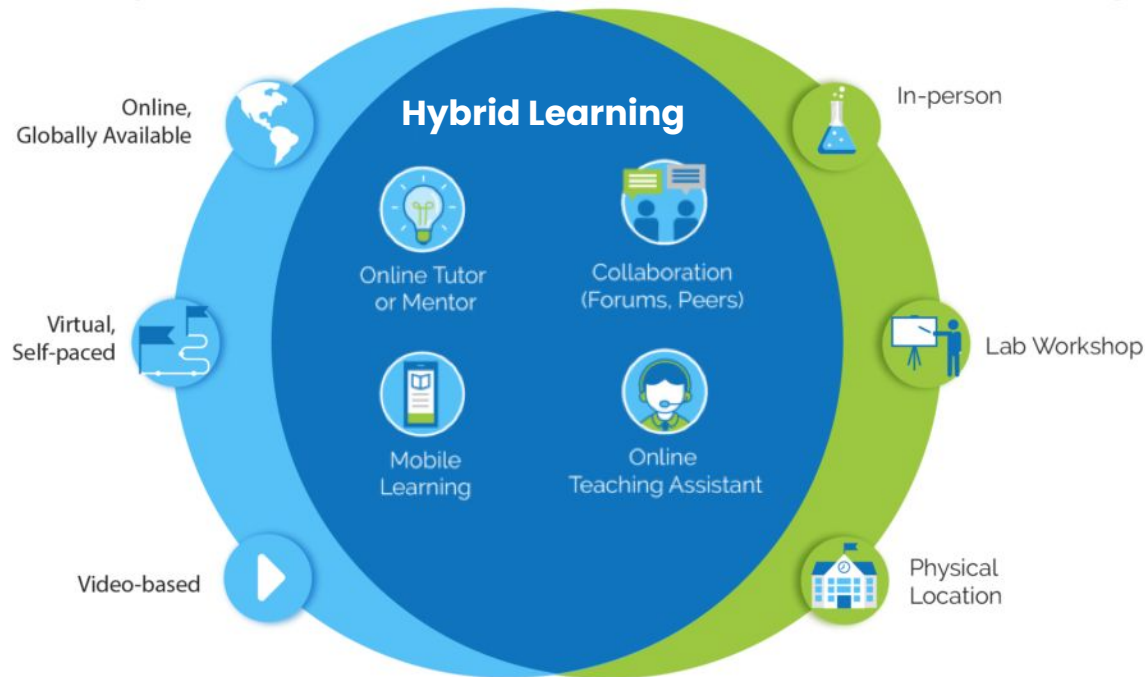 Hybrid Learning
Online,
Globally Available
In-person
Online Tutor
or Mentor
Collaboration
(Forums, Peers)
Virtual,
Self-paced
Lab Workshop
Mobile
Learning
Online
Teaching Assistant
Video-based
Physical
Location